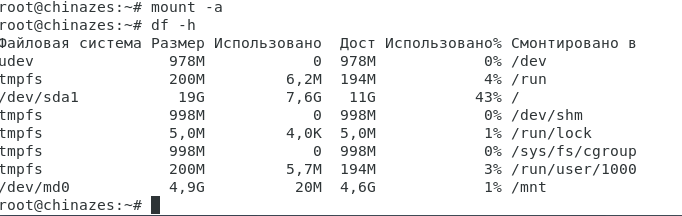 root@chinazes:~# mount -a
root@chinazes:~# df -h
Файловая система Размер Использовано  Дост Использовано% Смонтировано в
udev               978M            0  978M            0% /dev
tmpfs              200M         6,2M  194M            4% /run
/dev/sda1           19G         7,6G   11G           43% /
tmpfs              998M            0  998M            0% /dev/shm
tmpfs              5,0M         4,0K  5,0M            1% /run/lock
tmpfs              998M            0  998M            0% /sys/fs/cgroup
tmpfs              200M         5,7M  194M            3% /run/user/1000
/dev/md0           4,9G          20M  4,6G            1% /mnt
root@chinazes:~#